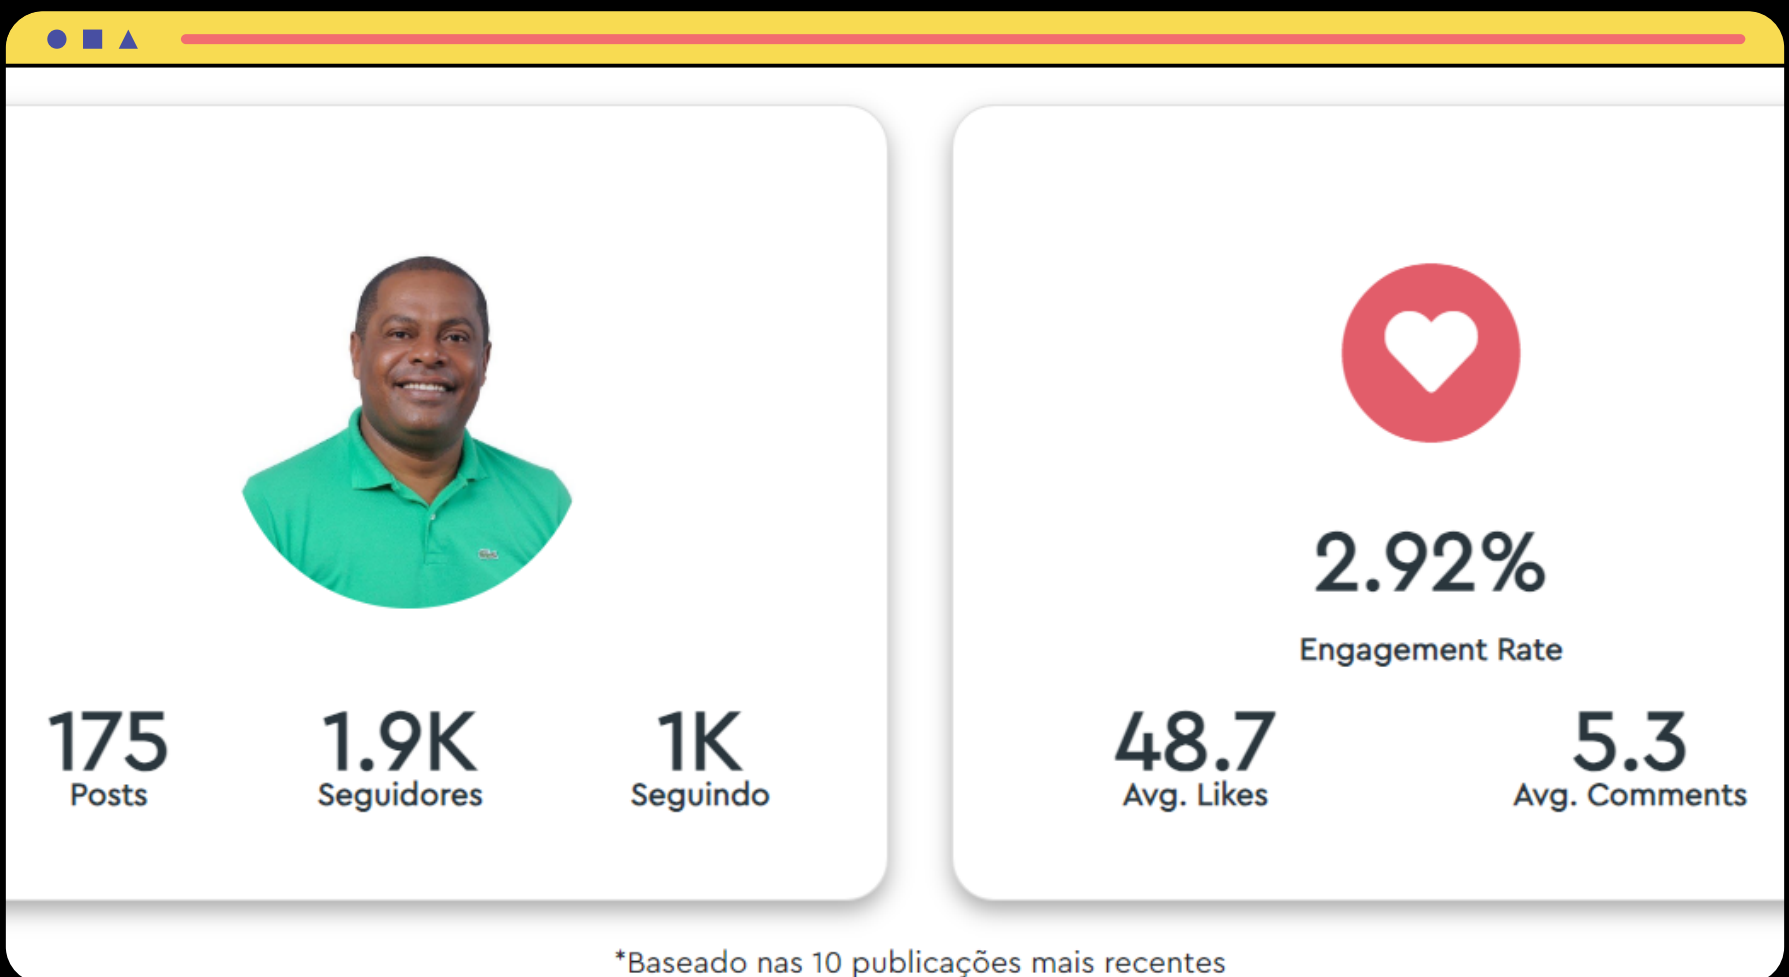 175
Posts
1.9K
Seguidores
1K
Seguindo
2.92%
Engagement Rate
48.7
Avg. Likes
5.3
Avg. Comments
*Baseado nas 10 publicações mais recentes